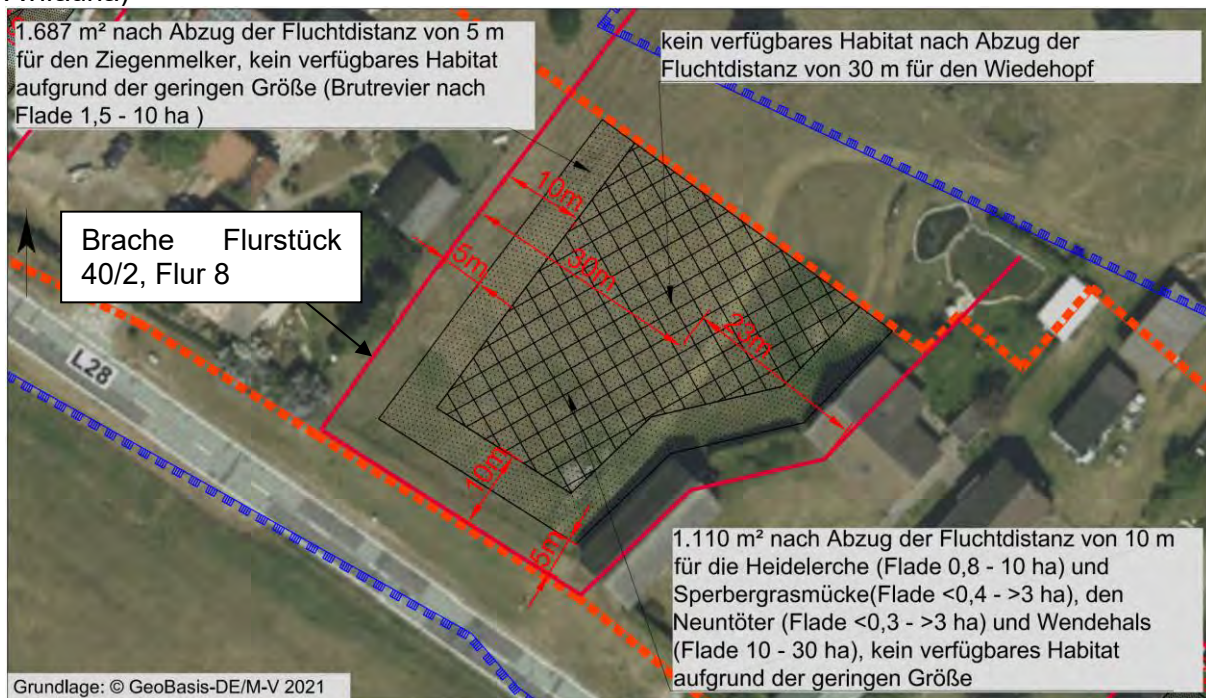 1.687 m² nach Abzug der Fluchtdistanz von 5 m
für den Ziegenmelker, kein verfügbares Habitat
aufgrund der geringen Größe (Brutrevier nach
Flade 1,5 - 10 ha )
kein verfügbares Habitat nach Abzug der
Fluchtdistanz von 30 m für den Wiedehopf
Brache Flurstück
40/2, Flur 8
10m
30m
5m
23m
L28
10m
5m
1.110 m² nach Abzug der Fluchtdistanz von 10 m
für die Heidelerche (Flade 0,8 - 10 ha) und
Sperbergrasmücke(Flade <0,4 - >3 ha), den
Neuntöter (Flade <0,3 - >3 ha) und Wendehals
(Flade 10 - 30 ha), kein verfügbares Habitat
aufgrund der geringen Größe
Grundlage: © GeoBasis-DE/M-V 2021